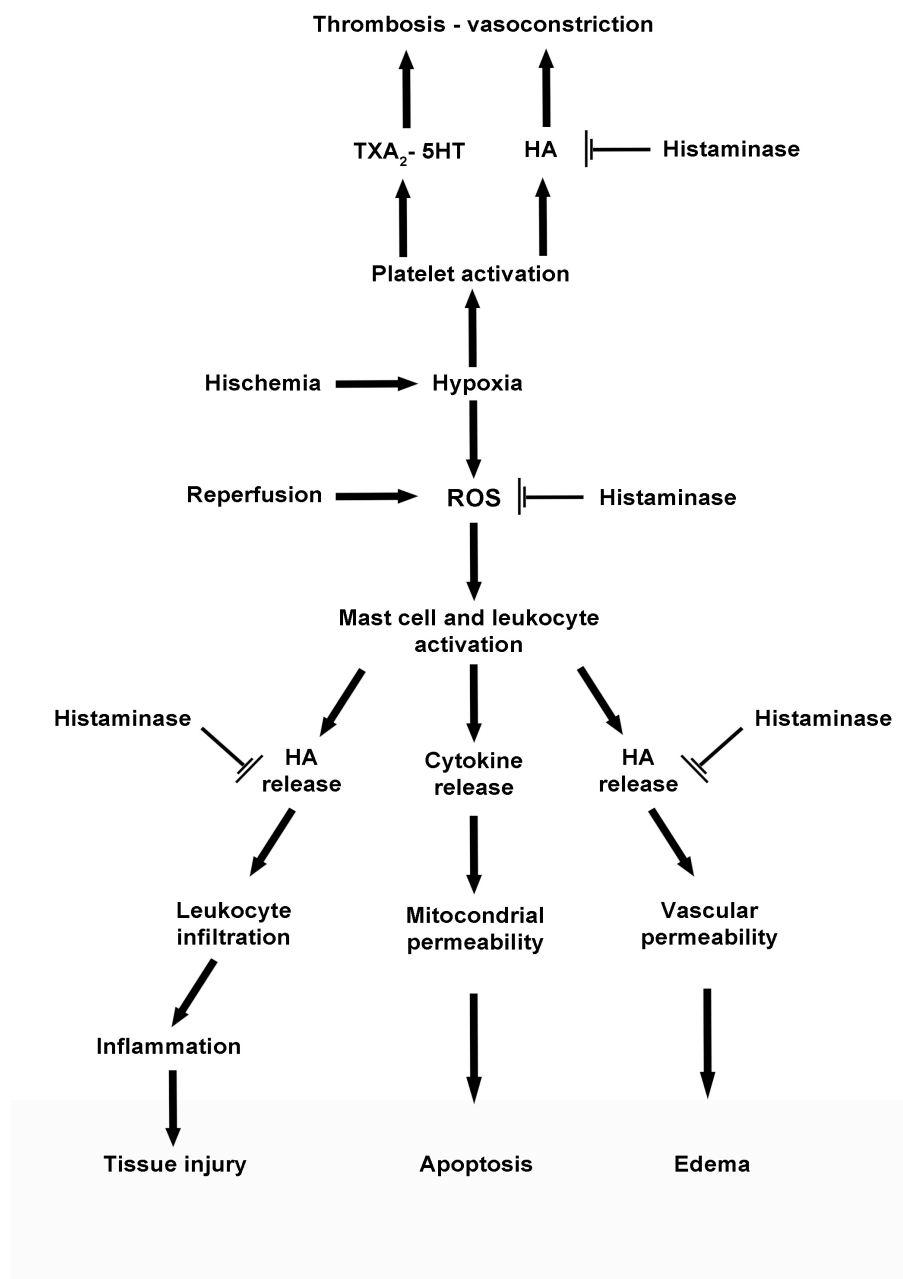 Thrombosis - vasoconstriction
TXA2- 5HT
HA
Histaminase
Platelet activation
Hischemia
Hypoxia
Reperfusion
ROS
Histaminase
Mast cell and leukocyte
activation
Histaminase
HA
release
Cytokine
release
HA
release
Histaminase
Leukocyte
infiltration
Mitocondrial
permeability
Vascular
permeability
Inflammation
Tissue injury
Apoptosis
Edema